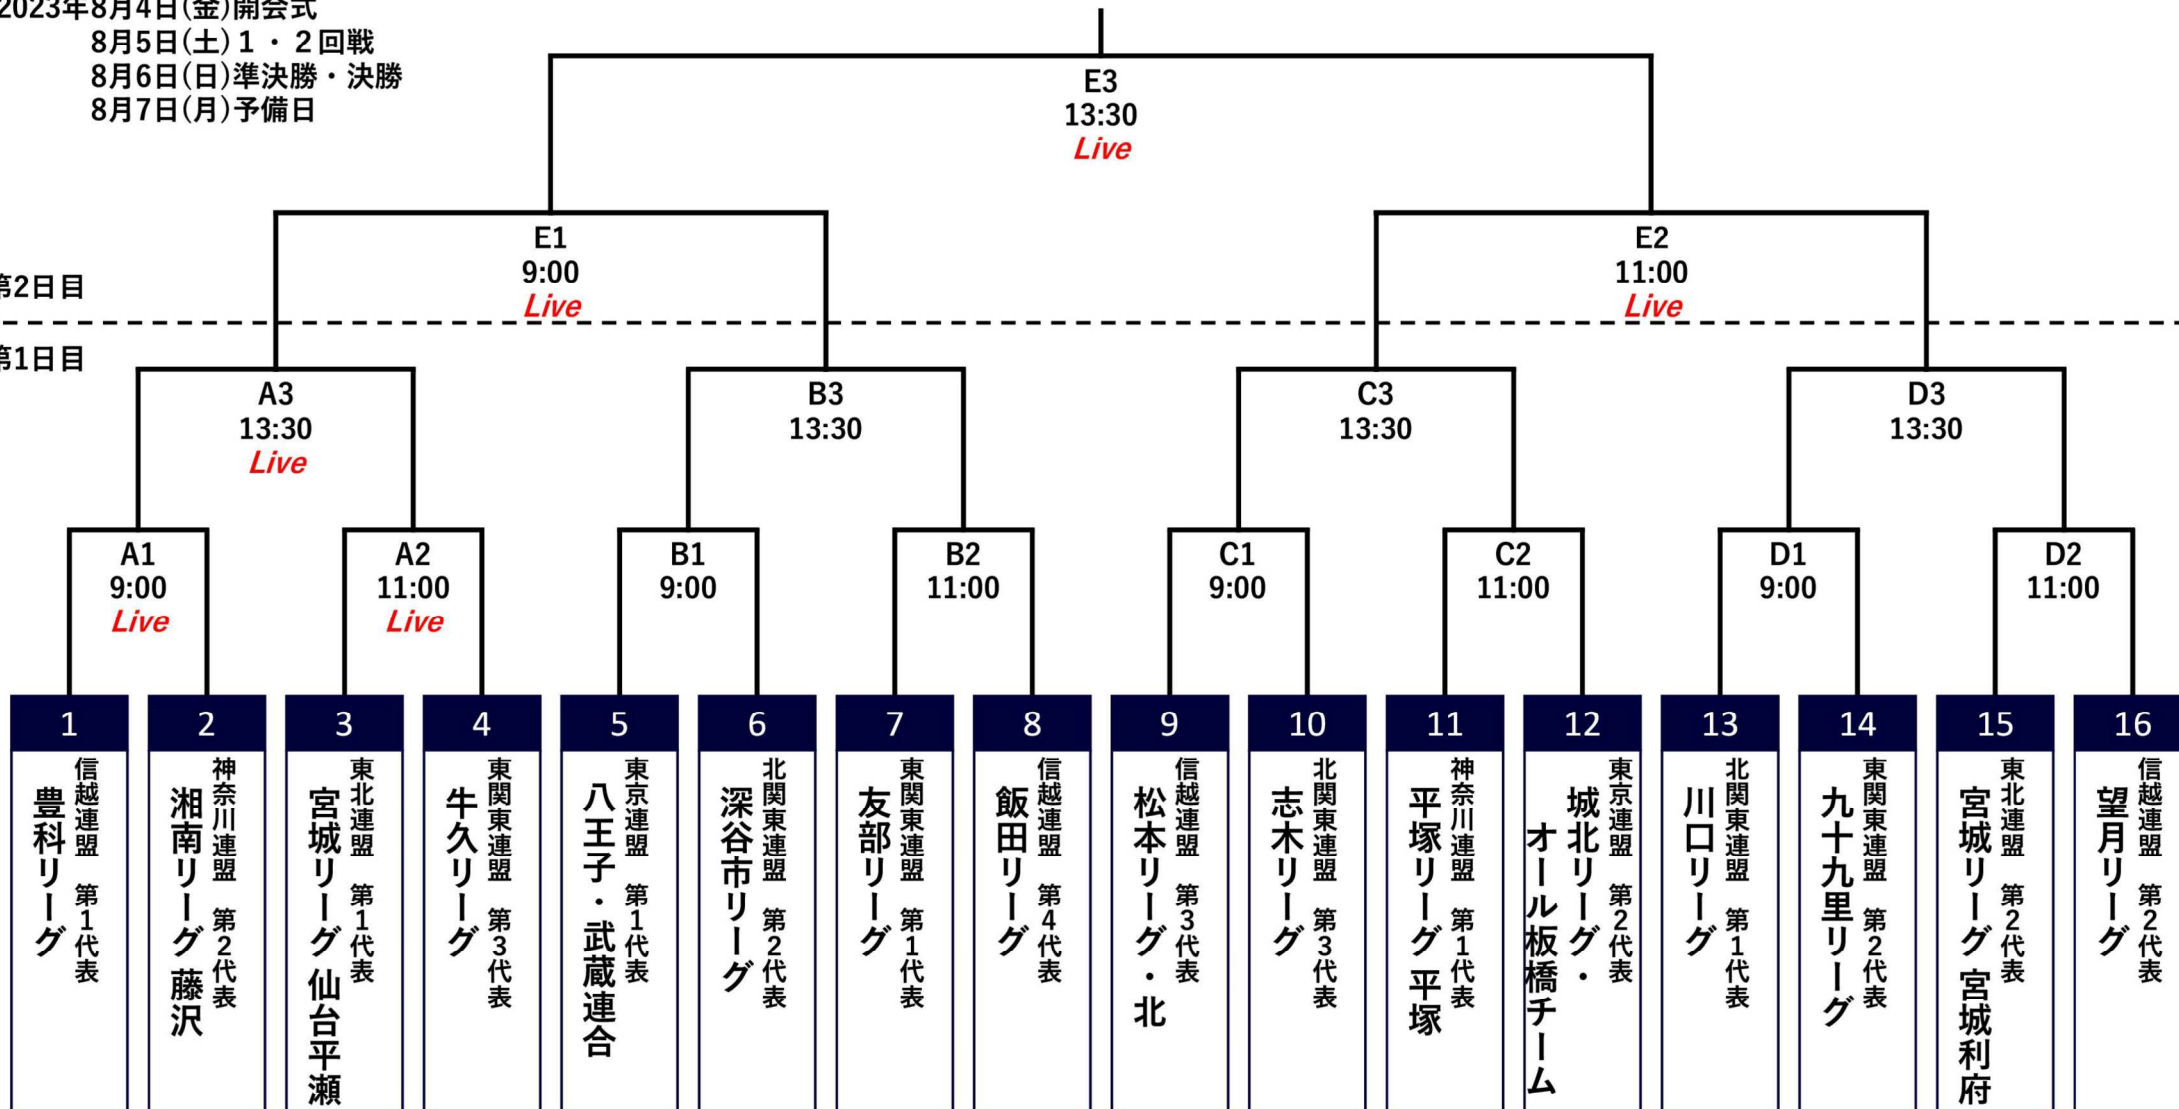 2023年8月4日(金)開会式
8月5日(土)1・2回戦
8月6日(日)準決勝・決勝
8月7日(月)予備日
E3
13:30
Live
E1
9:00
Live
E2
11:00
Live
第2日目
第1日目
A3
13:30
Live
B3
13:30
C3
13:30
D3
13:30
A1
9:00
Live
A2
11:00
Live
B1
9:00
B2
11:00
C1
9:00
C2
11:00
D1
9:00
D2
11:00
1
信越連盟 第1代表
豊科リーグ
2
神奈川連盟 第2代表
湘南リーグ 藤沢
3
東北連盟 第1代表
宮城リーグ 仙台平瀬
4
東関東連盟 第3代表
牛久リーグ
5
東京連盟 第1代表
八王子・武蔵連合
6
北関東連盟 第2代表
深谷市リーグ
7
東関東連盟 第1代表
友部リーグ
8
信越連盟 第4代表
飯田リーグ
9
信越連盟 第3代表
松本リーグ・北
10
北関東連盟 第3代表
志木リーグ
11
神奈川連盟 第1代表
平塚リーグ 平塚
12
東京連盟 第2代表
城北リーグ・
オール板橋チーム
13
北関東連盟 第1代表
川口リーグ
14
東関東連盟 第2代表
九十九里リーグ
15
東北連盟 第2代表
宮城リーグ 宮城利府
16
信越連盟 第2代表
望月リーグ